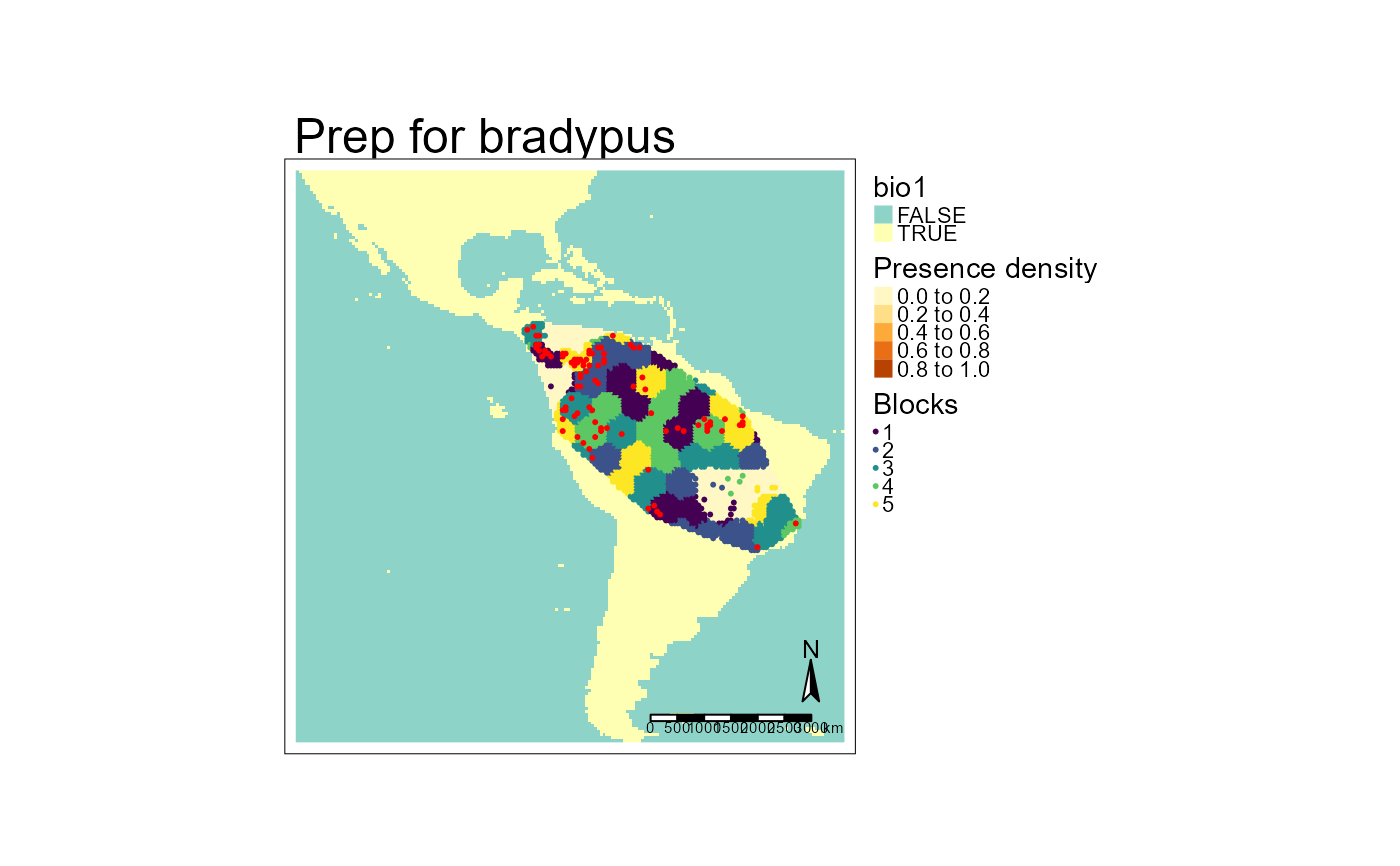 Prep for bradypus
bio1
FALSE
TRUE
Presence density
0.0 to 0.2
0.2 to 0.4
0.4 to 0.6
0.6 to 0.8
0.8 to 1.0
Blocks
1
2
3
4
5
N
0 500 1000 1500 2000 2500 3000 km